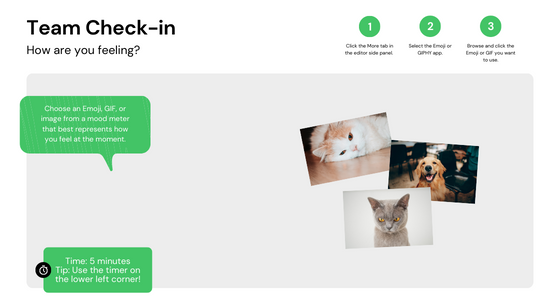 Team Check-in
How are you feeling?
1
Click the More tab in
the editor side panel.
2
Select the Emoji or
GIPHY app.
3
Browse and click the
Emoji or GIF you want
to use.
Choose an Emoji, GIF, or
image from a mood meter
that best represents how
you feel at the moment.
Time: 5 minutes
Tip: Use the timer on
the lower left corner!